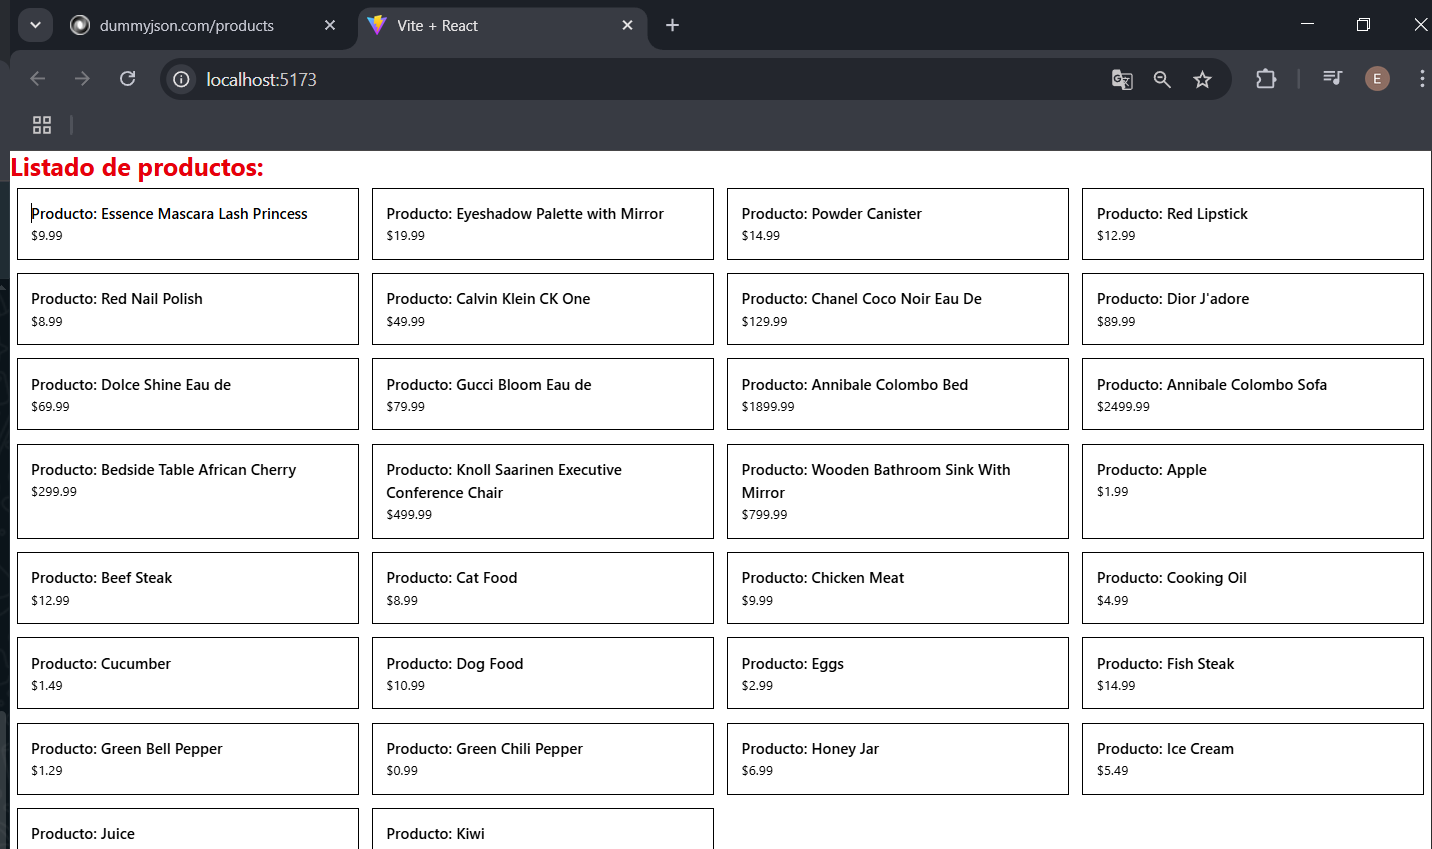 dummyjson.com/products
Vite + React
localhost:5173
E
Listado de productos:
Producto: Essence Mascara Lash Princess
$9.99
Producto: Eyeshadow Palette with Mirror
$19.99
Producto: Powder Canister
$14.99
Producto: Red Lipstick
$12.99
Producto: Red Nail Polish
$8.99
Producto: Calvin Klein CK One
$49.99
Producto: Chanel Coco Noir Eau De
$129.99
Producto: Dior J'adore
$89.99
Producto: Dolce Shine Eau de
$69.99
Producto: Gucci Bloom Eau de
$79.99
Producto: Annibale Colombo Bed
$1899.99
Producto: Annibale Colombo Sofa
$2499.99
Producto: Bedside Table African Cherry
$299.99
Producto: Knoll Saarinen Executive
Conference Chair
$499.99
Producto: Wooden Bathroom Sink With
Mirror
$799.99
Producto: Apple
$1.99
Producto: Beef Steak
$12.99
Producto: Cat Food
$8.99
Producto: Chicken Meat
$9.99
Producto: Cooking Oil
$4.99
Producto: Cucumber
$1.49
Producto: Dog Food
$10.99
Producto: Eggs
$2.99
Producto: Fish Steak
$14.99
Producto: Green Bell Pepper
$1.29
Producto: Green Chili Pepper
$0.99
Producto: Honey Jar
$6.99
Producto: Ice Cream
$5.49
Producto: Juice
Producto: Kiwi